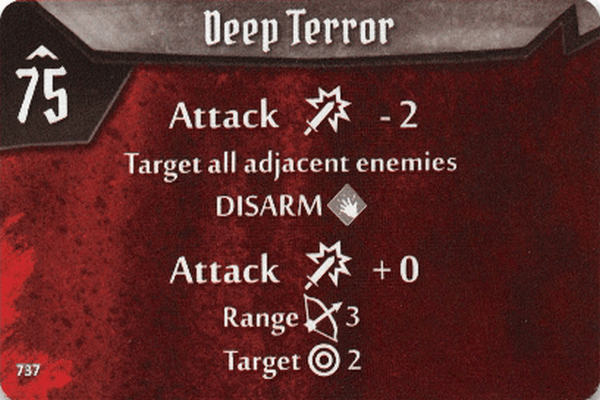 Deep Terror
75
Attack - 2
Target all adjacent enemies
DISARM
Attack + 0
Range 3
Target 2
737